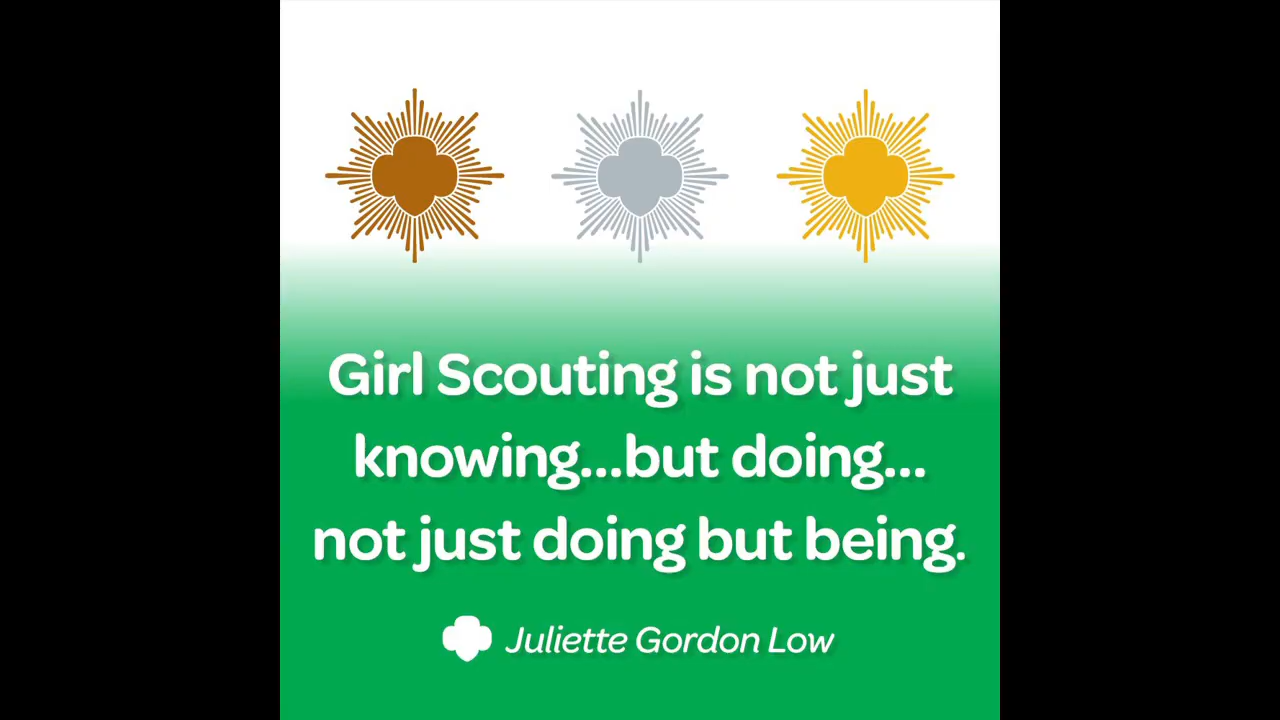 Girl Scouting is not just
knowing...but doing...
not just doing but being.
Juliette Gordon Low